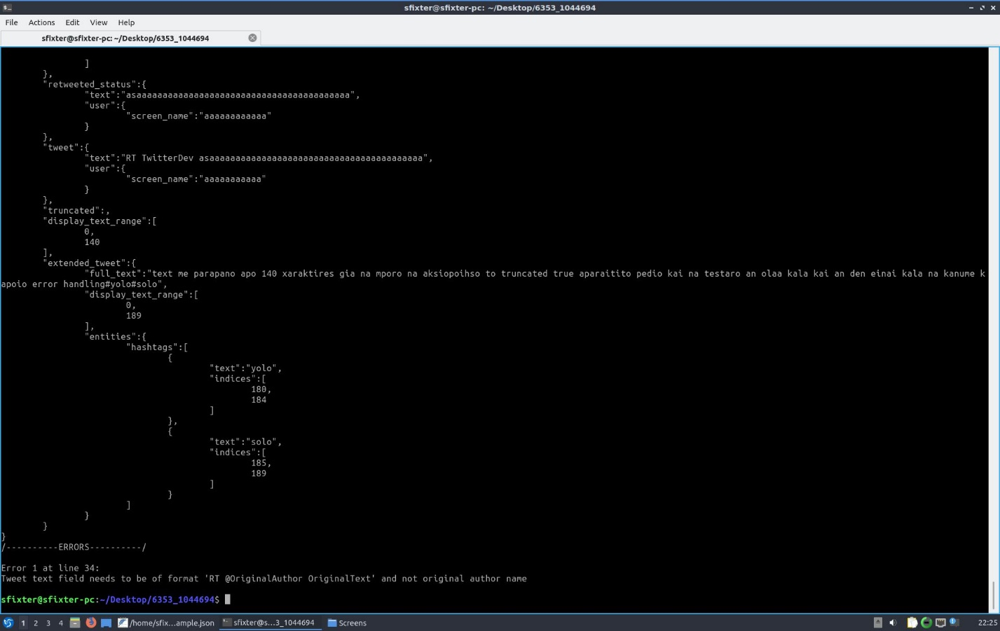 sfixter@sfixter-pc: ~/Desktop/6353_1044694
File Actions Edit View Help
sfixter@sfixter-pc: ~/Desktop/6353_1044694
]
},
"retweeted_status":{
"text":"asaaaaaaaaaaaaaaaaaaaaaaaaaaaaaaaaaaaaaaaaa",
"user":{
"screen_name":"aaaaaaaaaaaa"
}
},
"tweet":{
"text":"RT TwitterDev asaaaaaaaaaaaaaaaaaaaaaaaaaaaaaaaaaaaaaaaaa",
"user":{
"screen_name":"aaaaaaaaaaa"
}
},
"truncated":,
"display_text_range":[
0,
140
],
"extended_tweet":{
"full_text":"text me parapano apo 140 xaraktires gia na mporo na aksiopoihso to truncated true aparaitito pedio kai na testaro an olaa kala kai an den einai kala na kanume k
apoio error handling#yolo#solo",
"display_text_range":[
0,
189
],
"entities":{
"hashtags":[
{
"text":"yolo",
"indices":[
180,
184
]
},
{
"text":"solo",
"indices":[
185,
189
]
}
]
}
}
}
/----------ERRORS----------/
Error 1 at line 34:
Tweet text field needs to be of format 'RT @OriginalAuthor OriginalText' and not original author name
sfixter@sfixter-pc:~/Desktop/6353_1044694$
1 2 3 4 /home/sfix...ample.json sfixter@s...3_1044694 Screens 22:25